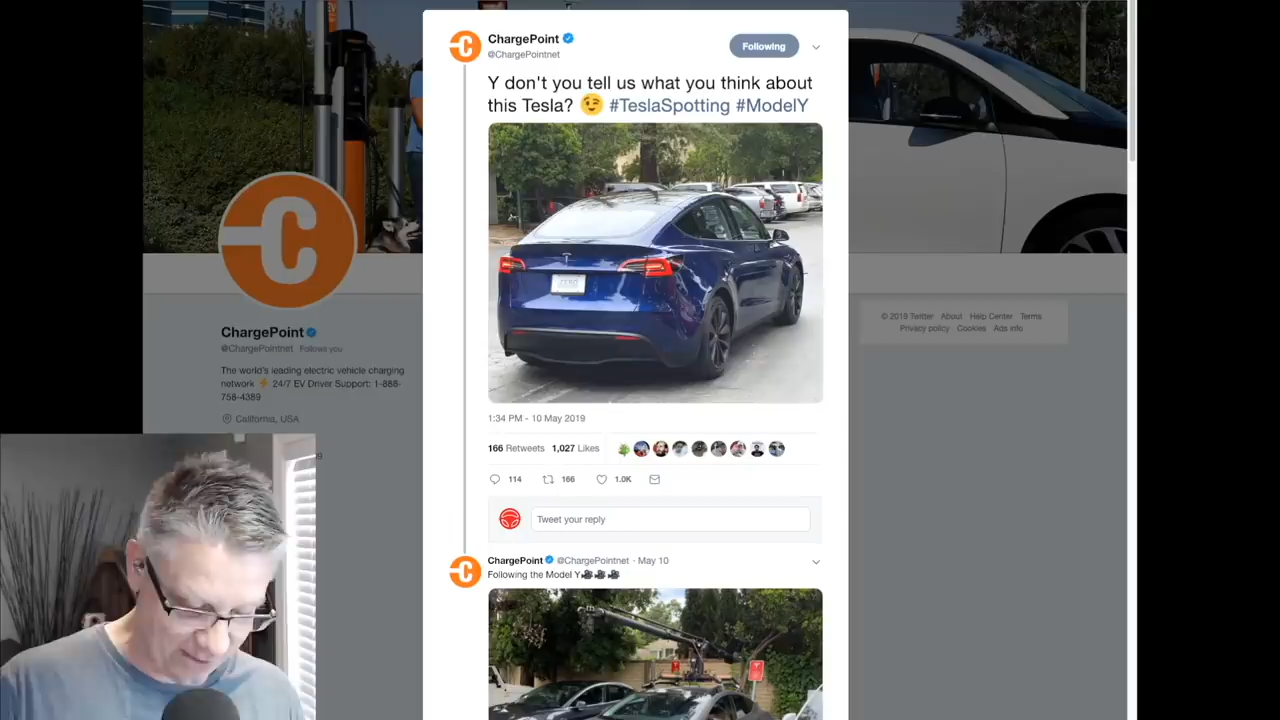 ChargePoint
@ChargePointnet
Following
Y don't you tell us what you think about
this Tesla? 😉 #TeslaSpotting #ModelY
1:34 PM - 10 May 2019
166 Retweets 1,027 Likes
114 166 1.0K
Tweet your reply
ChargePoint @ChargePointnet · May 10
Following the Model Y🎥🎥🎥
ChargePoint
@ChargePointnet Follows you
The world's leading electric vehicle charging
network ⚡ 24/7 EV Driver Support: 1-888-
758-4389
California, USA
© 2019 Twitter About Help Center Terms
Privacy policy Cookies Ads info